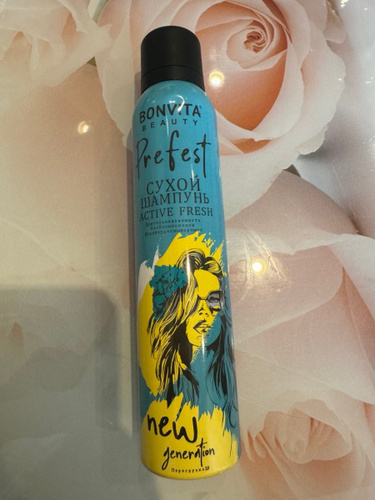 BONVITA
BEAUTY
Prefest
СУХОЙ
ШАМПУНЬ
ACTIVE FRESH
new
generation